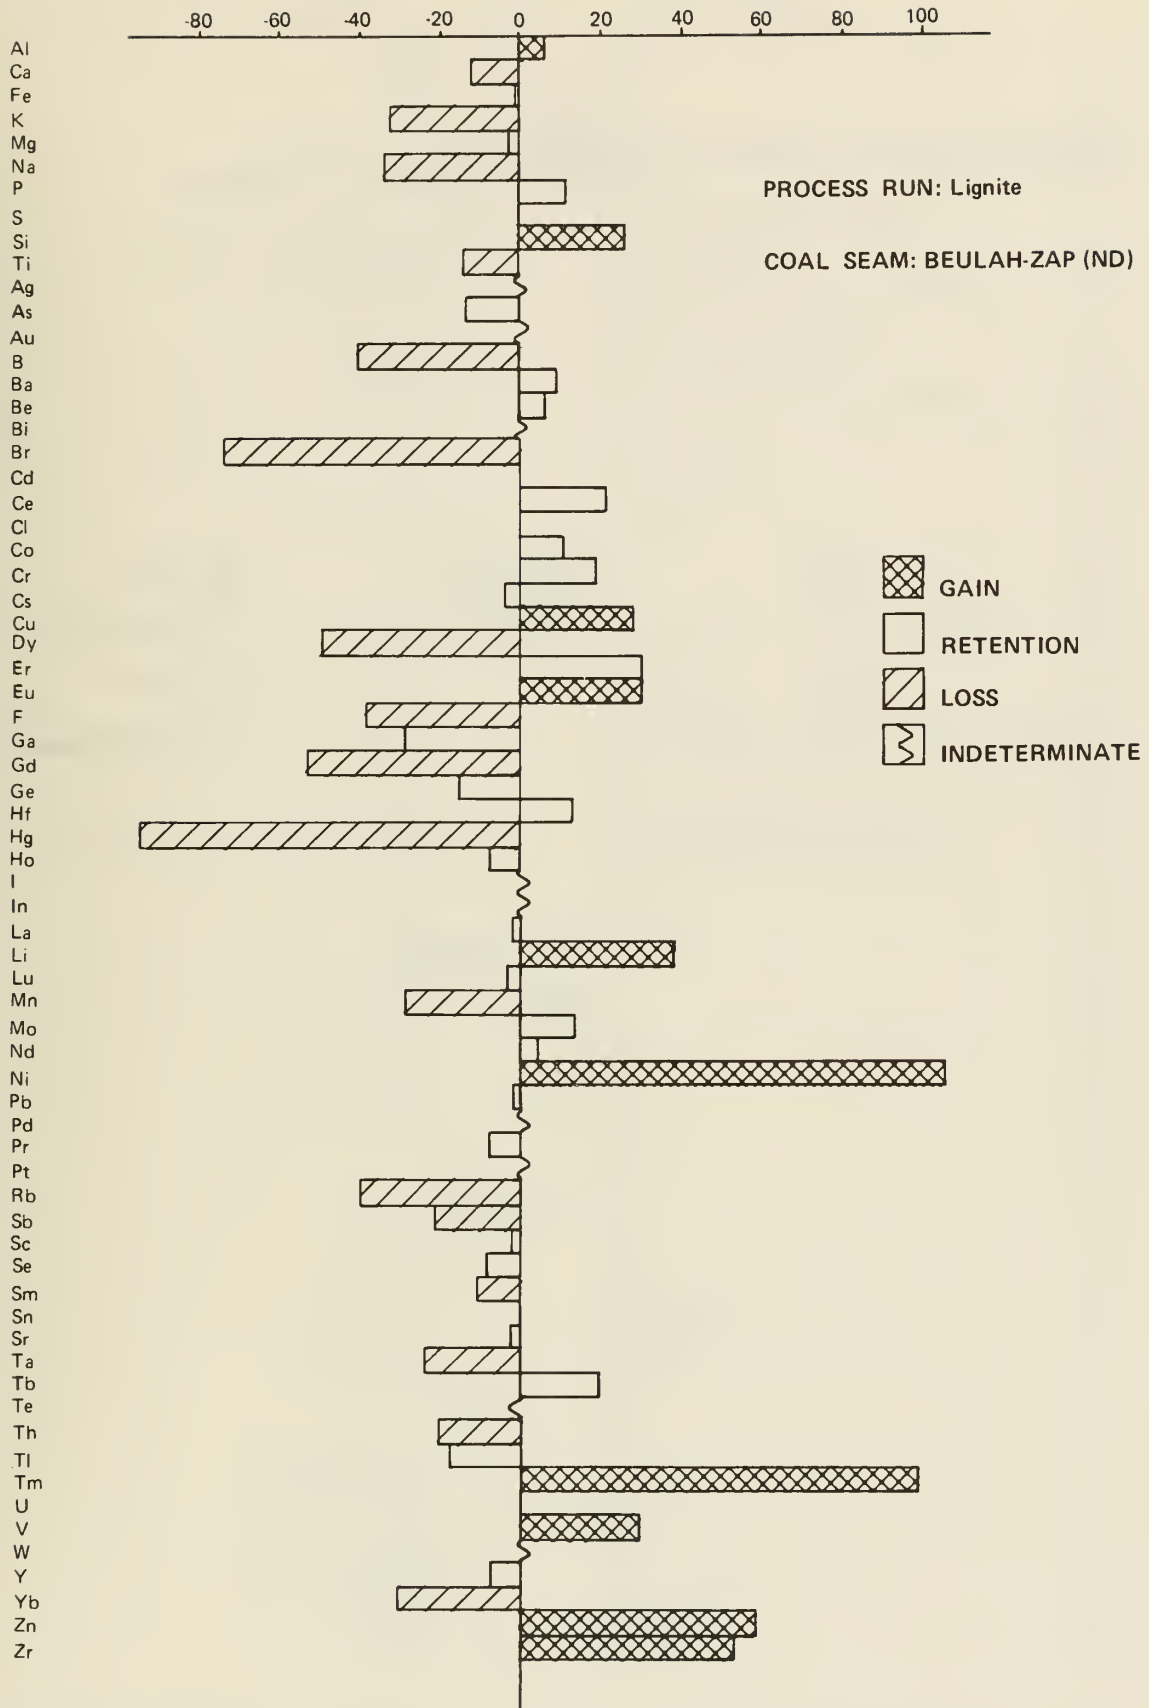 -80 -60 -40 -20 0 20 40 60 80 100
Al
Ca
Fe
K
Mg
Na
P
PROCESS RUN: Lignite
S
Si
COAL SEAM: BEULAH-ZAP (ND)
Ti
Ag
As
Au
B
Ba
Be
Bi
Br
Cd
Ce
Cl
Co
Cr
GAIN
Cs
Cu
Dy
RETENTION
Er
Eu
LOSS
F
Ga
INDETERMINATE
Gd
Ge
Hf
Hg
Ho
I
In
La
Li
Lu
Mn
Mo
Nd
Ni
Pb
Pd
Pr
Pt
Rb
Sb
Sc
Se
Sm
Sn
Sr
Ta
Tb
Te
Th
Tl
Tm
U
V
W
Y
Yb
Zn
Zr